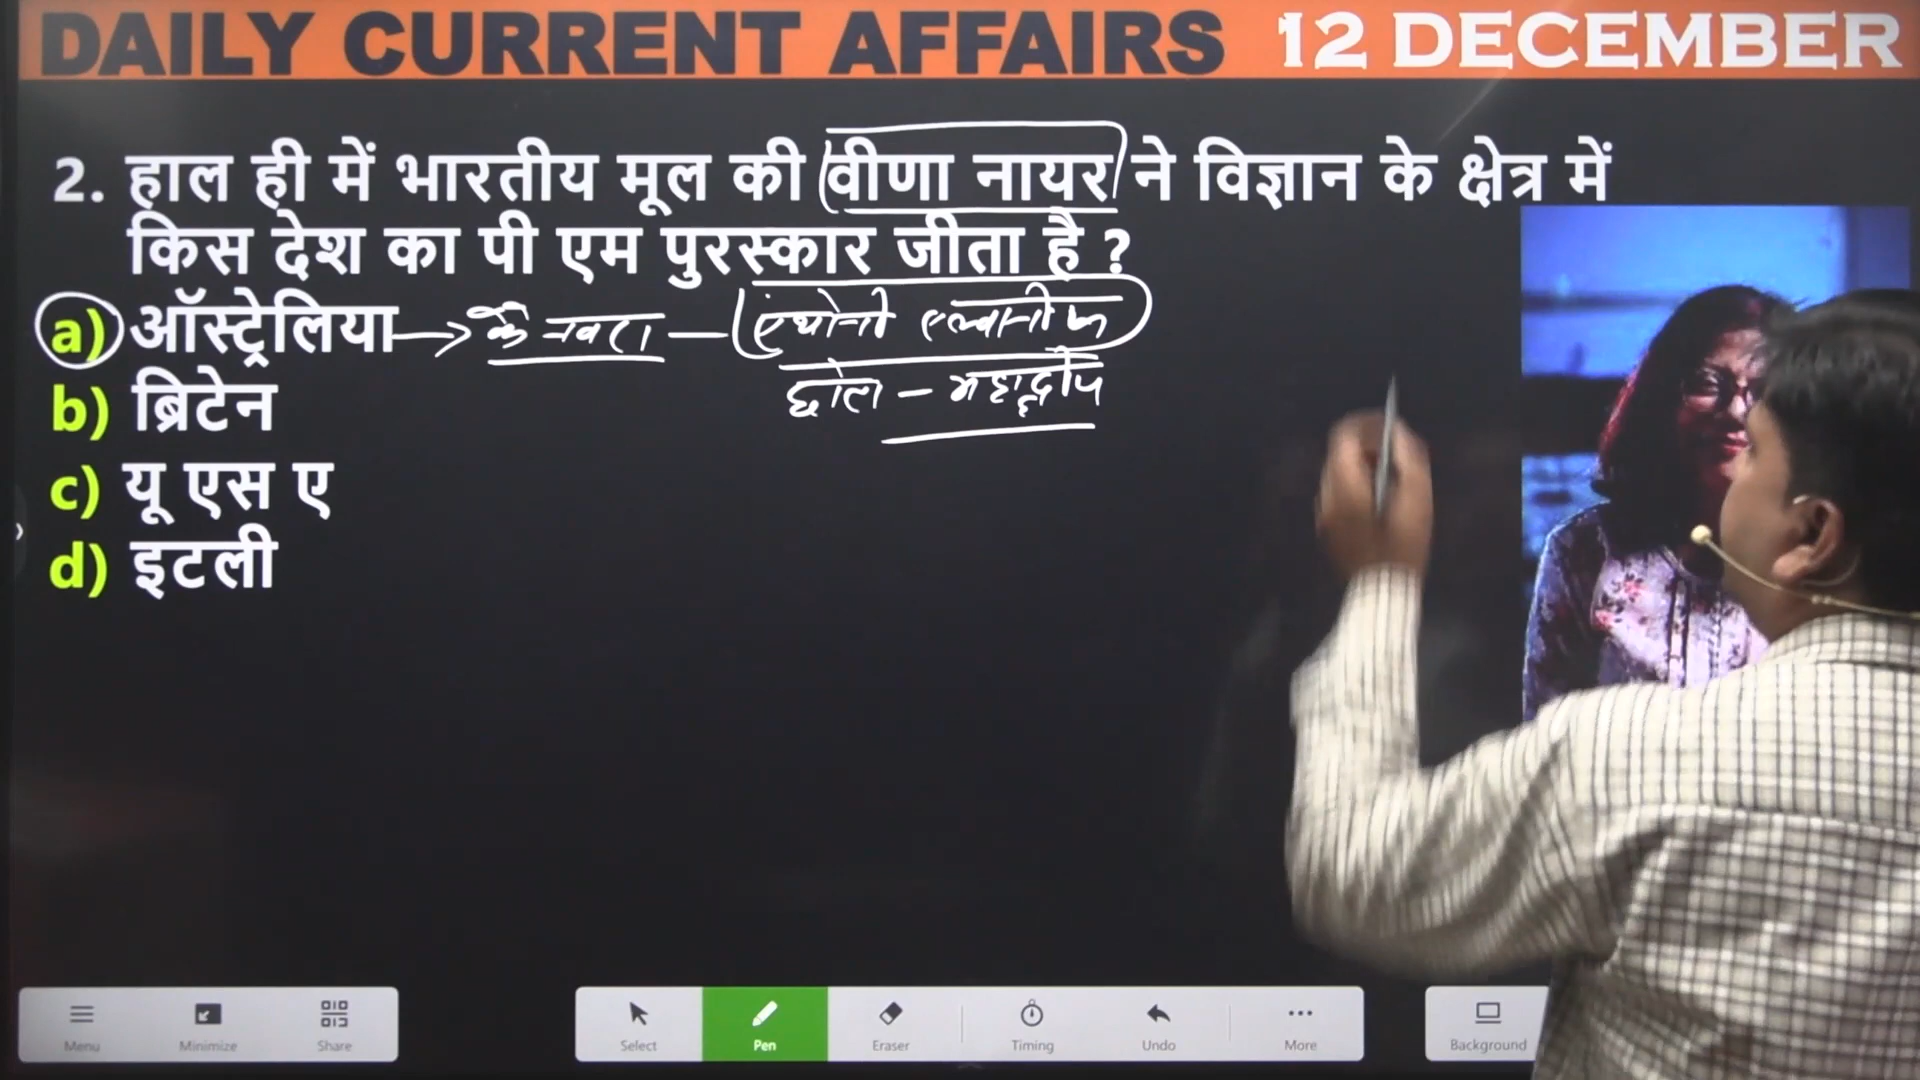 DAILY CURRENT AFFAIRS 12 DECEMBER
2. हाल ही में भारतीय मूल की वीणा नायर ने विज्ञान के क्षेत्र में
किस देश का पी एम पुरस्कार जीता है ?
a) ऑस्ट्रेलिया → कैनबरा — एंथोनी एल्बानीज
छोटा – महाद्वीप
b) ब्रिटेन
c) यू एस ए
d) इटली
Menu Minimize Share Select Pen Eraser Timing Undo More Background